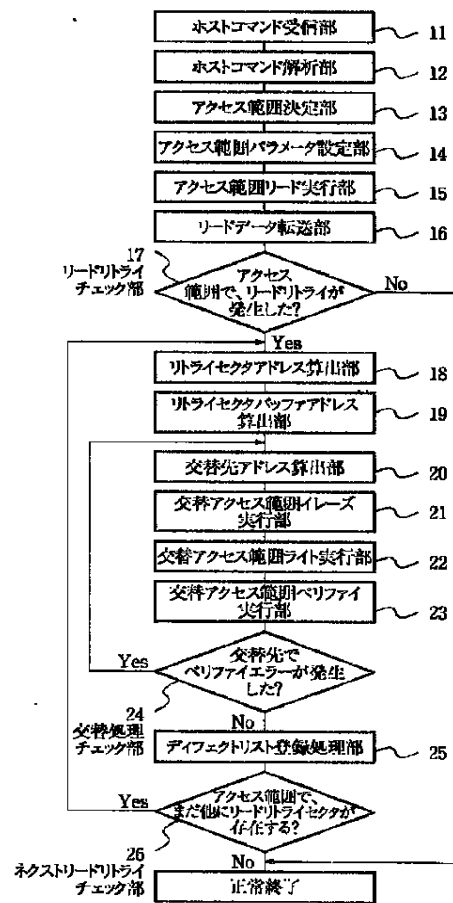 ホストコマンド受信部 11
ホストコマンド解析部 12
アクセス範囲決定部 13
アクセス範囲パラメータ設定部 14
アクセス範囲リード実行部 15
リードデータ転送部 16
17
リードリトライ
チェック部
アクセス
範囲で、リードリトライが
発生した?
No
Yes
リトライセクタアドレス算出部 18
リトライセクタバッファアドレス
算出部
19
交替先アドレス算出部 20
交替アクセス範囲イレーズ
実行部
21
交替アクセス範囲ライト実行部 22
交替アクセス範囲ベリファイ
実行部
23
Yes
交替先で
ベリファイエラーが発生
した?
24
交替処理
チェック部
No
ディフェクトリスト登録処理部 25
Yes
アクセス範囲で、
まだ他にリードリトライセクタが
存在する?
26
ネクストリードリトライ
チェック部
No
正常終了